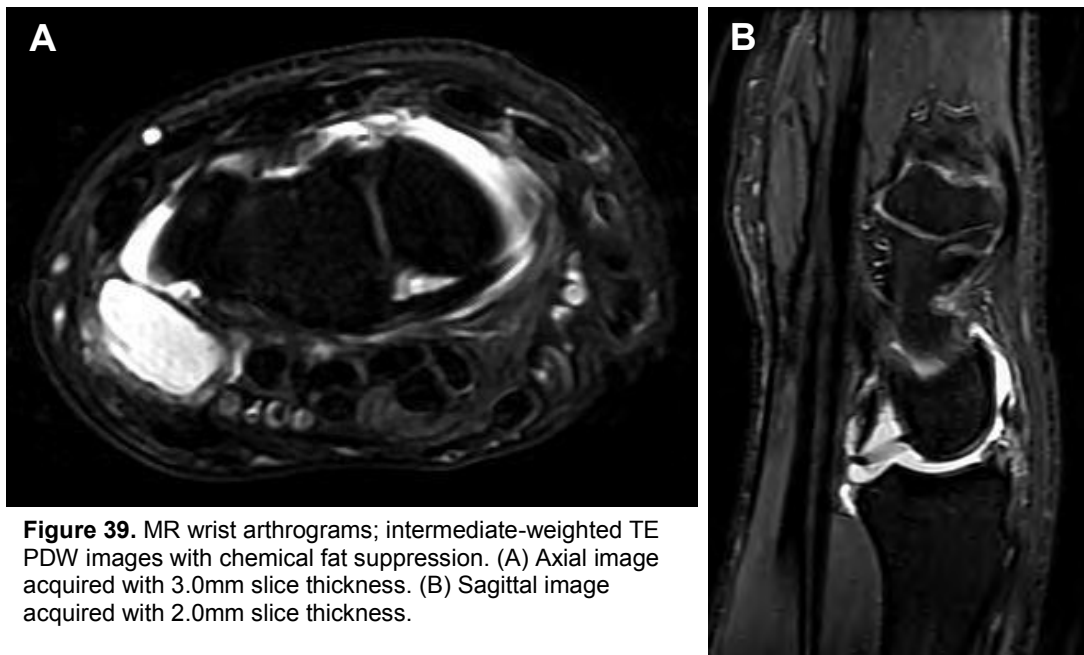 A
B
Figure 39. MR wrist arthrograms; intermediate-weighted TE
PDW images with chemical fat suppression. (A) Axial image
acquired with 3.0mm slice thickness. (B) Sagittal image
acquired with 2.0mm slice thickness.